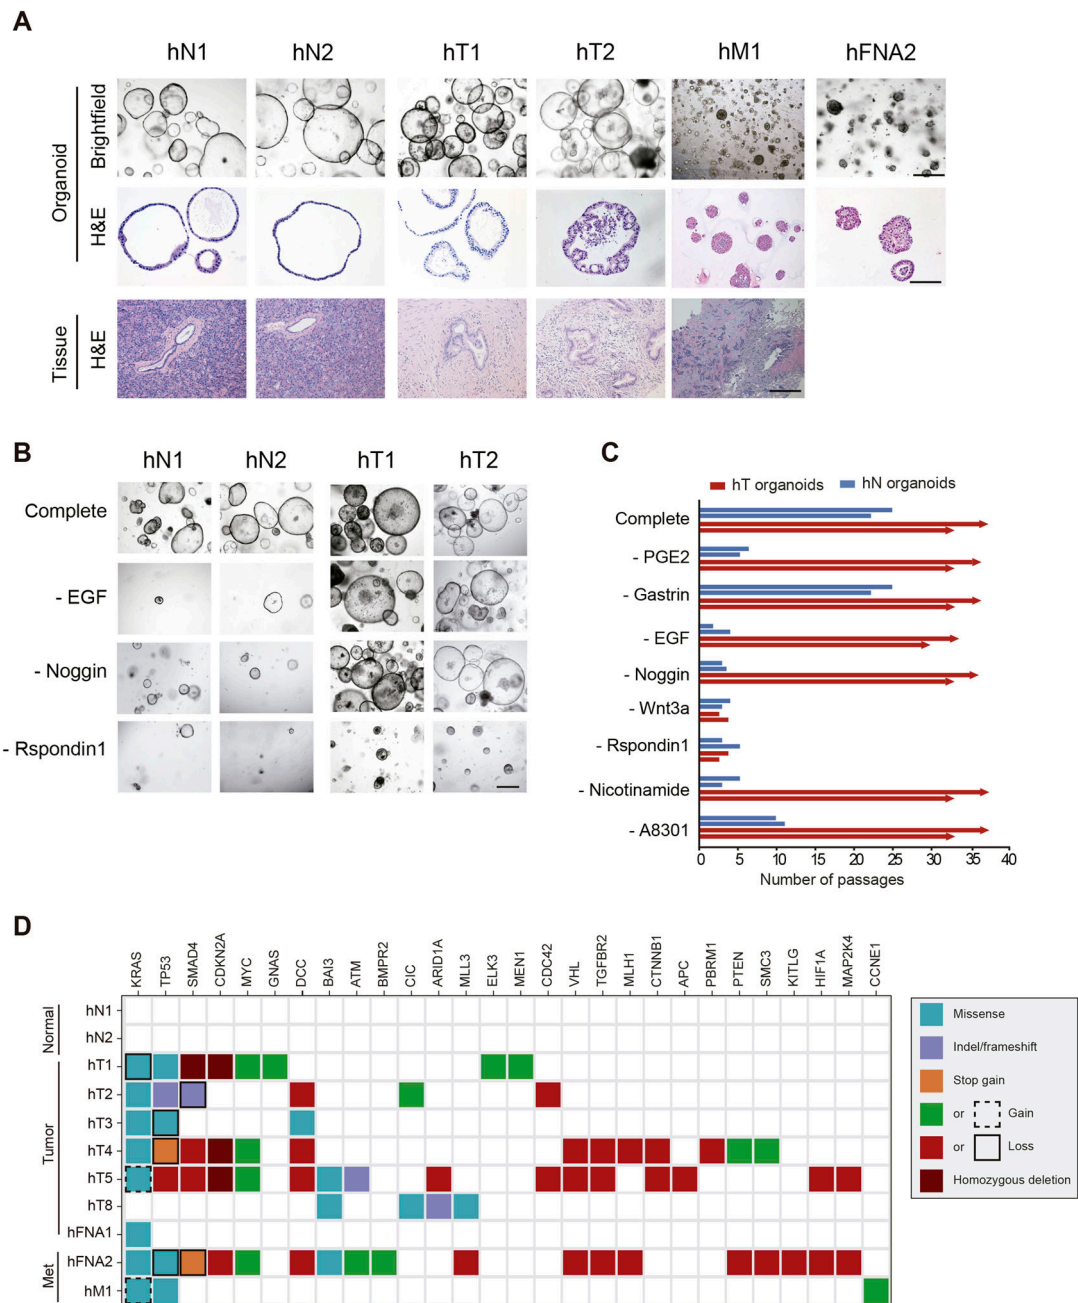 A
hN1 hN2 hT1 hT2 hM1 hFNA2
Organoid
Brightfield
H&E
Tissue
H&E
B
hN1 hN2 hT1 hT2
Complete
- EGF
- Noggin
- Rspondin1
C
hT organoids hN organoids
Complete
- PGE2
- Gastrin
- EGF
- Noggin
- Wnt3a
- Rspondin1
- Nicotinamide
- A8301
0 5 10 15 20 25 30 35 40
Number of passages
D
KRAS TP53 SMAD4 CDKN2A MYC GNAS DCC BAI3 ATM BMPR2 CIC ARID1A MLL3 ELK3 MEN1 CDC42 VHL TGFBR2 MLH1 CTNNB1 APC PBRM1 PTEN SMC3 KITLG HIF1A MAP2K4 CCNE1
Normal
hN1
hN2
Tumor
hT1
hT2
hT3
hT4
hT5
hT8
hFNA1
Met
hFNA2
hM1
Missense
Indel/frameshift
Stop gain
or Gain
or Loss
Homozygous deletion